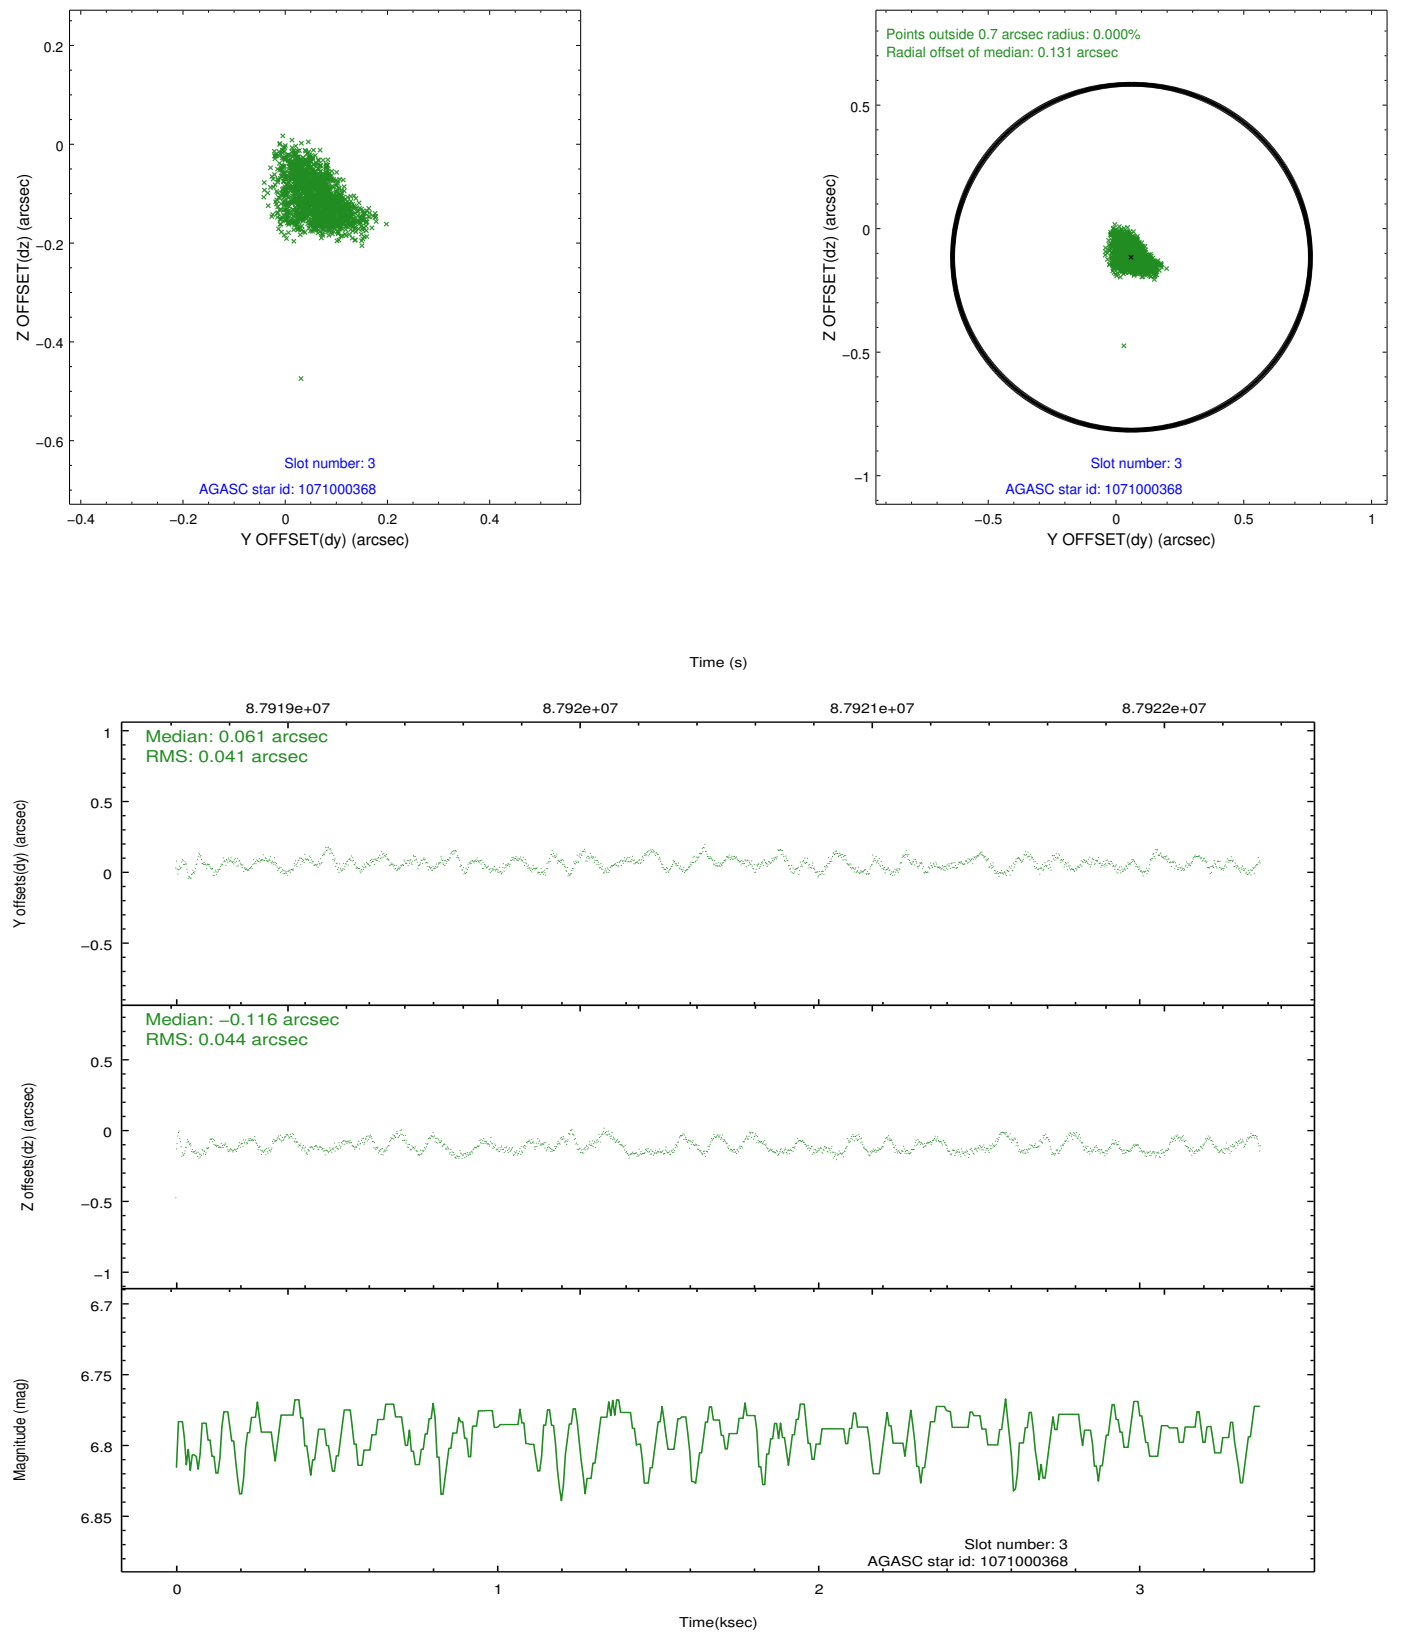 0.2
0
−0.2
−0.4
−0.6
Z OFFSET(dz) (arcsec)
Slot number: 3
AGASC star id: 1071000368
−0.4 −0.2 0 0.2 0.4
Y OFFSET(dy) (arcsec)
Points outside 0.7 arcsec radius: 0.000%
Radial offset of median: 0.131 arcsec
0.5
0
−0.5
−1
Z OFFSET(dz) (arcsec)
Slot number: 3
AGASC star id: 1071000368
−0.5 0 0.5 1
Y OFFSET(dy) (arcsec)
Time (s)
8.7919e+07 8.792e+07 8.7921e+07 8.7922e+07
Median: 0.061 arcsec
RMS: 0.041 arcsec
1
0.5
0
−0.5
Y offsets(dy) (arcsec)
Median: −0.116 arcsec
RMS: 0.044 arcsec
0.5
0
−0.5
−1
Z offsets(dz) (arcsec)
6.7
6.75
6.8
6.85
Magnitude (mag)
Slot number: 3
AGASC star id: 1071000368
0 1 2 3
Time(ksec)